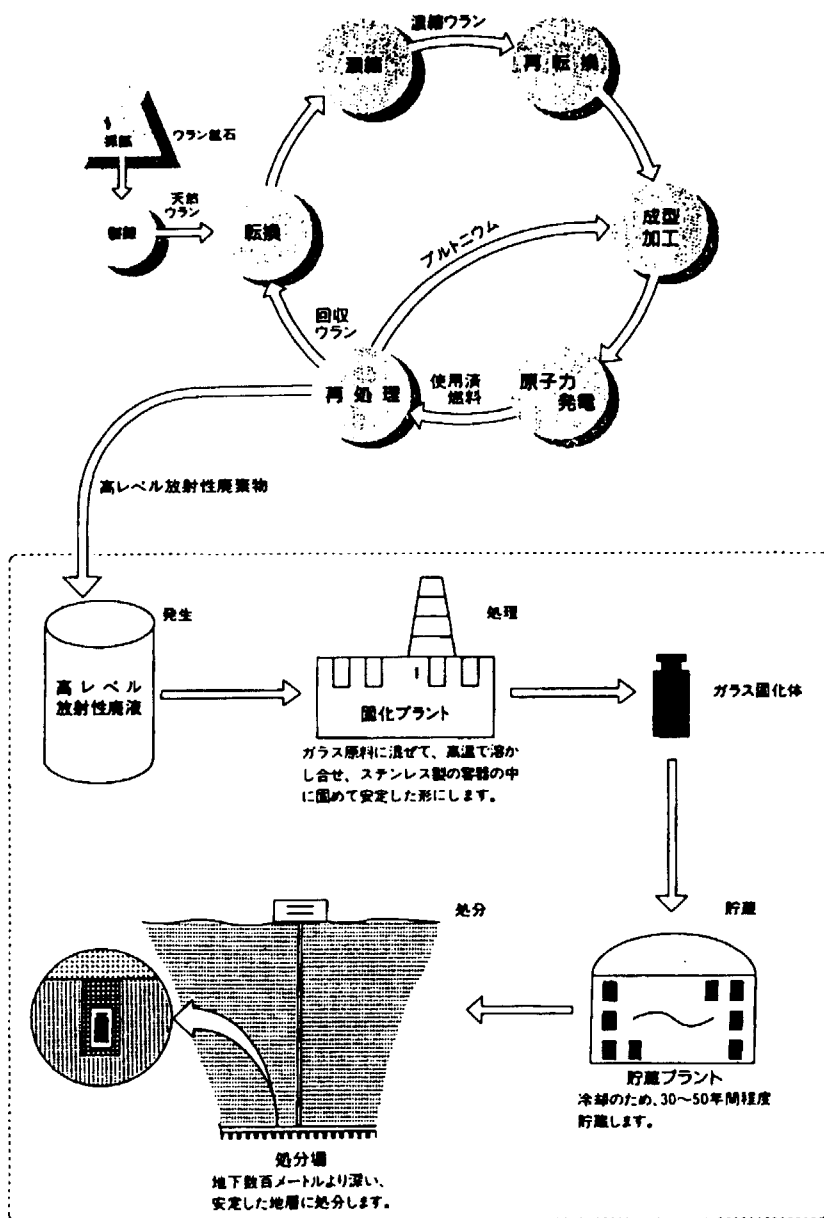 濃縮ウラン
濃縮
再転換
採鉱
ウラン鉱石
天然
ウラン
製錬
転換
成型
加工
プルトニウム
回収
ウラン
再処理
使用済
燃料
原子力
発電
高レベル放射性廃棄物
発生
高レベル
放射性廃液
処理
固化プラント
ガラス原料に混ぜて、高温で溶か
し合せ、ステンレス製の容器の中
に固めて安定した形にします。
ガラス固化体
貯蔵
貯蔵プラント
冷却のため、30～50年間程度
貯蔵します。
処分
処分場
地下数百メートルより深い、
安定した地層に処分します。